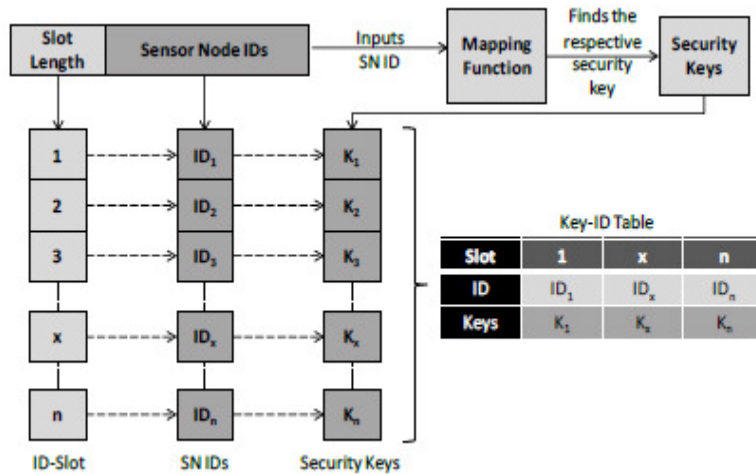 Slot Length
Sensor Node IDs
Inputs SN ID
Mapping Function
Finds the respective security key
Security Keys
1 ID₁ K₁
2 ID₂ K₂
3 ID₃ K₃
x IDₓ Kₓ
n IDₙ Kₙ
ID-Slot SN IDs Security Keys
Key-ID Table
Slot 1 x n
ID ID₁ IDₓ IDₙ
Keys K₁ Kₓ Kₙ